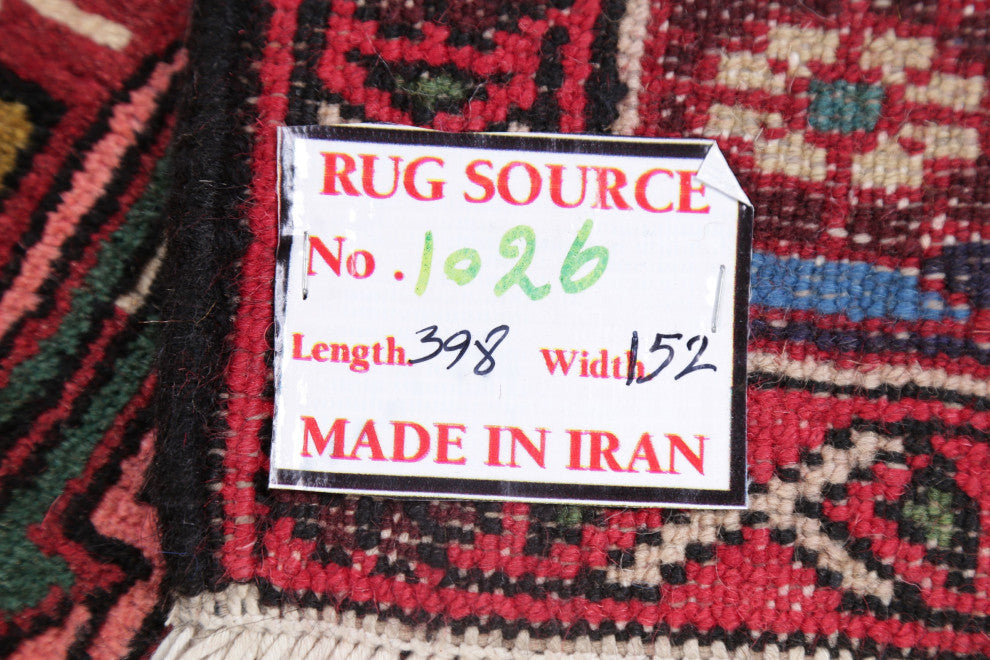 RUG SOURCE
No. 1026
Length 398 Width 152
MADE IN IRAN